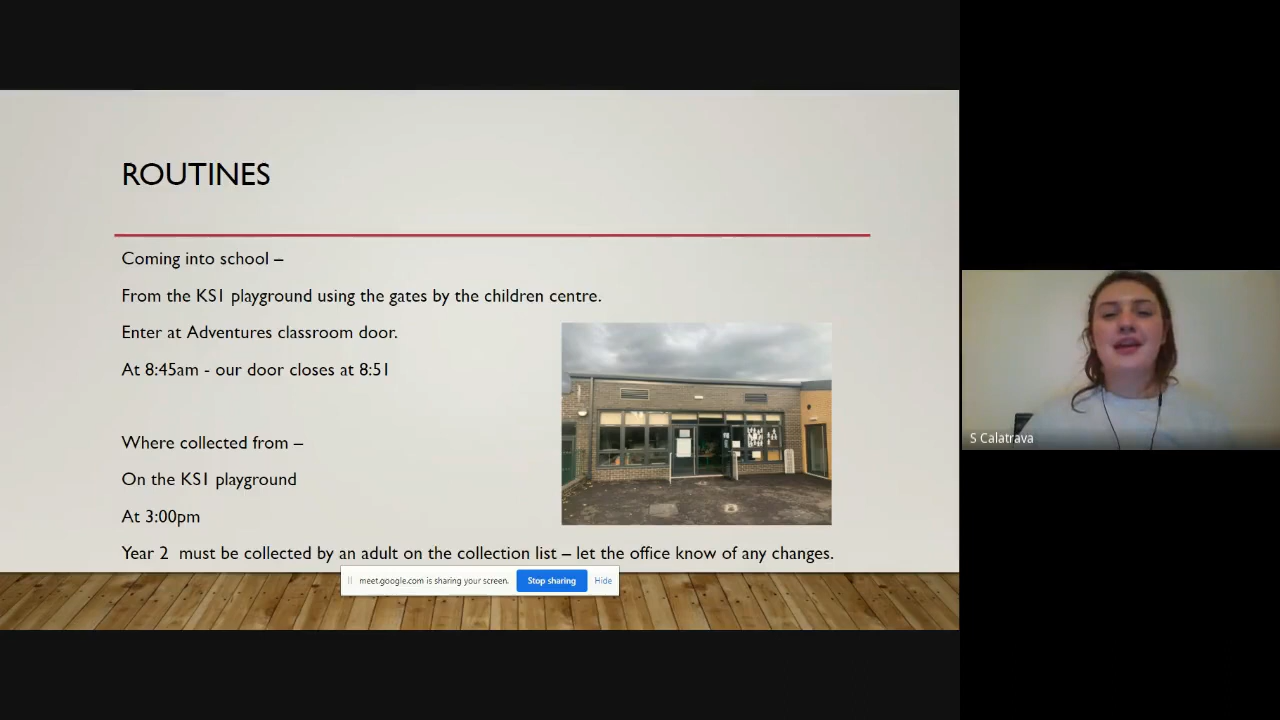 ROUTINES
Coming into school –
From the KS1 playground using the gates by the children centre.
Enter at Adventures classroom door.
At 8:45am - our door closes at 8:51
Where collected from –
On the KS1 playground
At 3:00pm
Year 2 must be collected by an adult on the collection list – let the office know of any changes.
meet.google.com is sharing your screen.
Stop sharing
Hide
S Calatrava